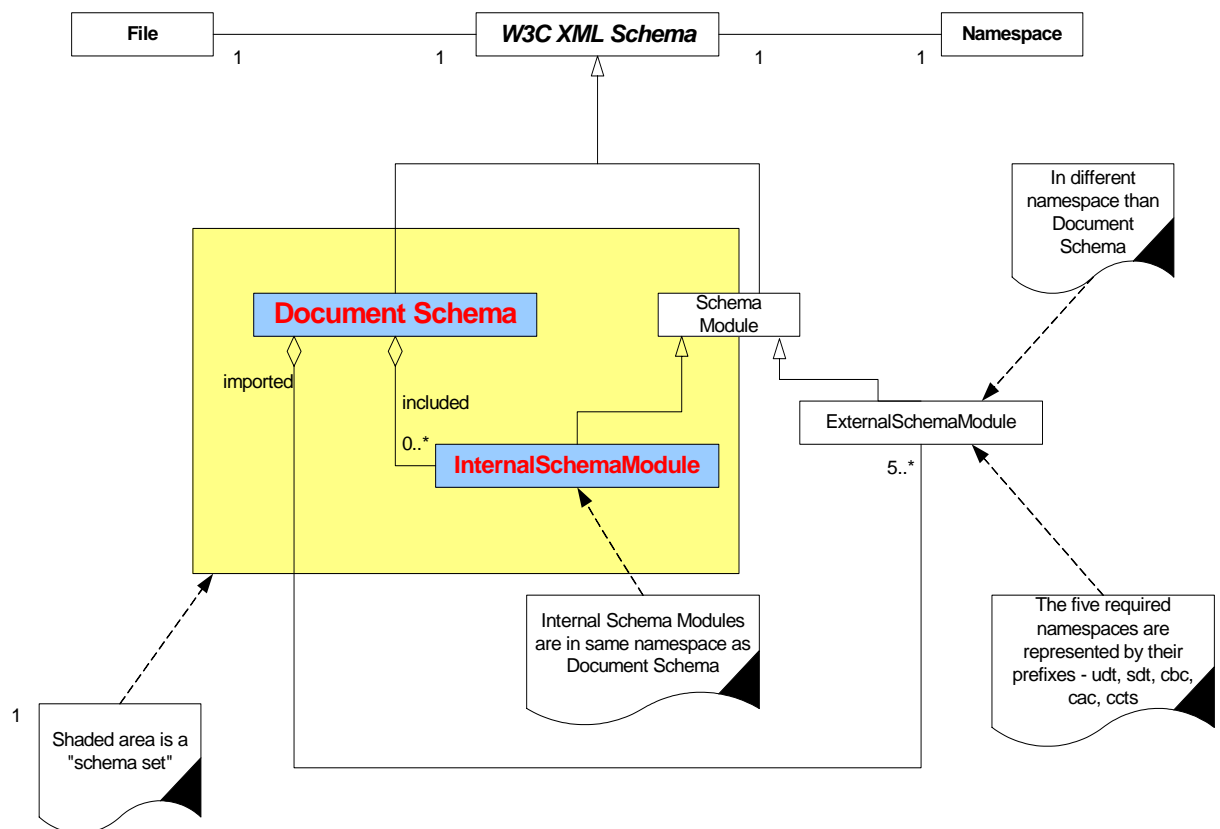 File
W3C XML Schema
Namespace
1
1
1
1
In different
namespace than
Document
Schema
Document Schema
Schema
Module
imported
included
0..*
ExternalSchemaModule
InternalSchemaModule
5..*
Internal Schema Modules
are in same namespace as
Document Schema
The five required
namespaces are
represented by their
prefixes - udt, sdt, cbc,
cac, ccts
1
Shaded area is a
"schema set"